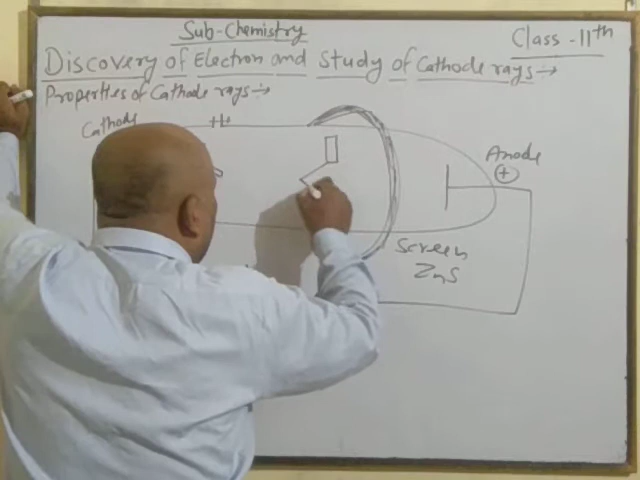 Sub-Chemistry
Class-11th
Discovery of Electron and Study of Cathode rays:→
Properties of Cathode rays:→
Cathode
Anode
+
Screen
ZnS